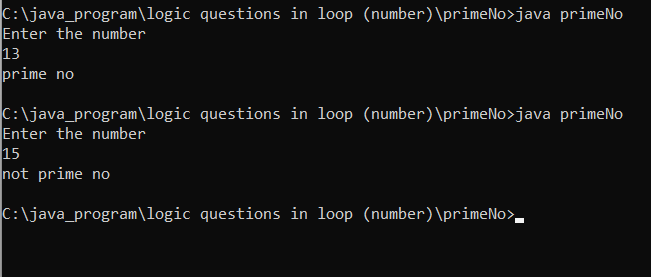 C:\java_program\logic questions in loop (number)\primeNo>java primeNo
Enter the number
13
prime no
C:\java_program\logic questions in loop (number)\primeNo>java primeNo
Enter the number
15
not prime no
C:\java_program\logic questions in loop (number)\primeNo>